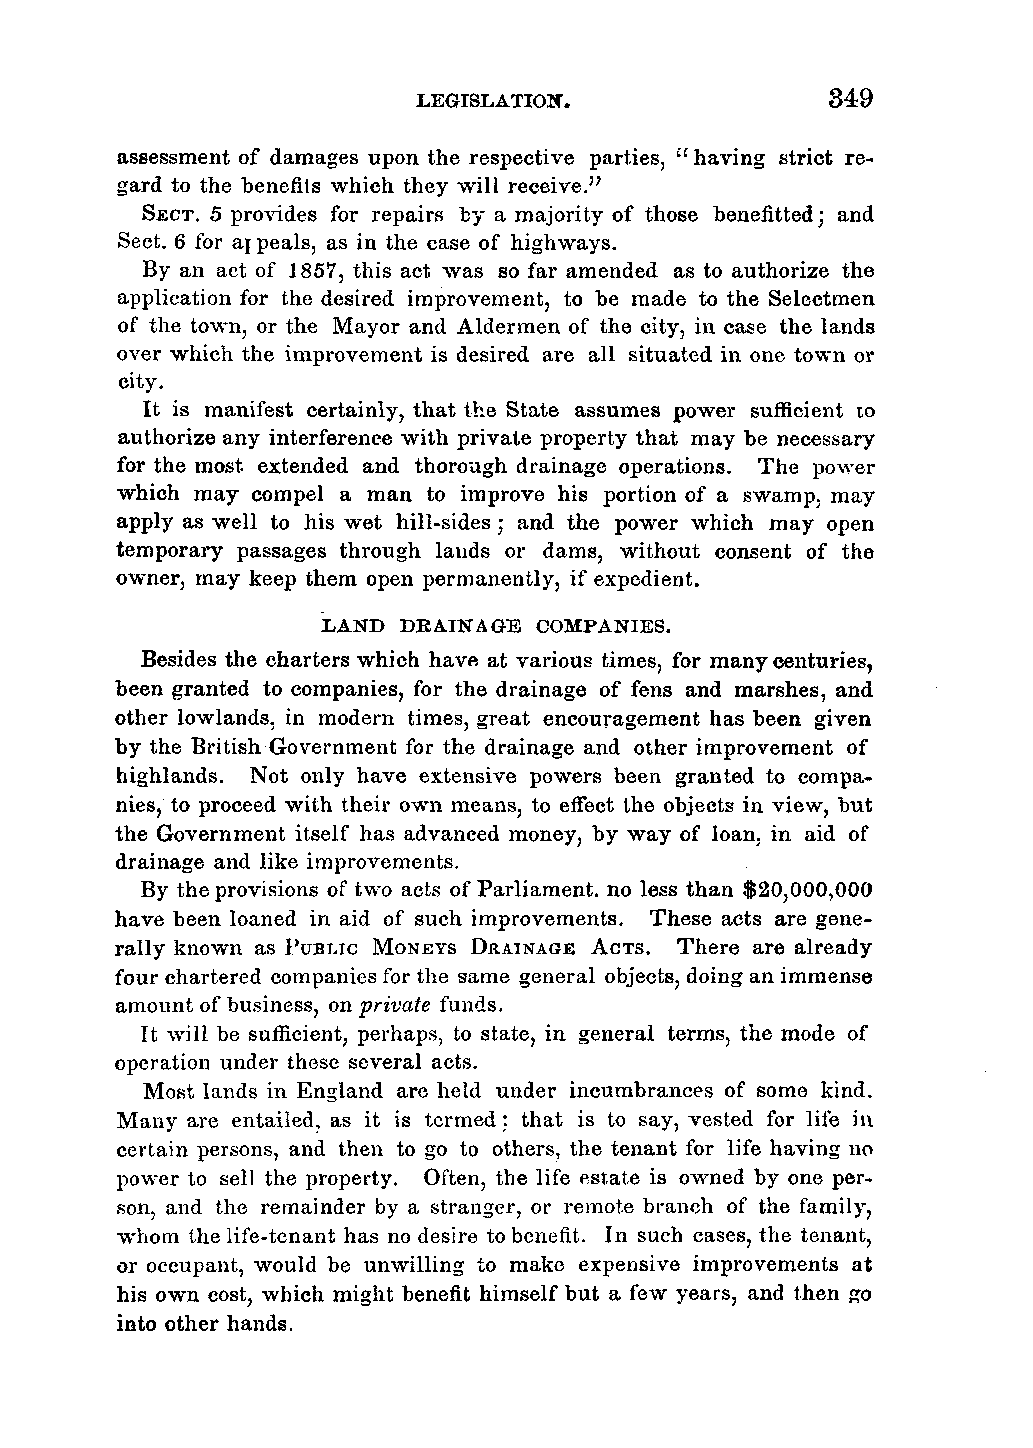 LEGISLATION. 349
assessment of damages upon the respective parties, "having strict re-
gard to the benefits which they will receive."
SECT. 5 provides for repairs by a majority of those benefitted; and
Sect. 6 for appeals, as in the case of highways.
By an act of 1857, this act was so far amended as to authorize the
application for the desired improvement, to be made to the Selectmen
of the town, or the Mayor and Aldermen of the city, in case the lands
over which the improvement is desired are all situated in one town or
city.
It is manifest certainly, that the State assumes power sufficient to
authorize any interference with private property that may be necessary
for the most extended and thorough drainage operations. The power
which may compel a man to improve his portion of a swamp, may
apply as well to his wet hill-sides; and the power which may open
temporary passages through lands or dams, without consent of the
owner, may keep them open permanently, if expedient.
LAND DRAINAGE COMPANIES.
Besides the charters which have at various times, for many centuries,
been granted to companies, for the drainage of fens and marshes, and
other lowlands, in modern times, great encouragement has been given
by the British Government for the drainage and other improvement of
highlands. Not only have extensive powers been granted to compa-
nies, to proceed with their own means, to effect the objects in view, but
the Government itself has advanced money, by way of loan, in aid of
drainage and like improvements.
By the provisions of two acts of Parliament. no less than $20,000,000
have been loaned in aid of such improvements. These acts are gene-
rally known as PUBLIC MONEYS DRAINAGE ACTS. There are already
four chartered companies for the same general objects, doing an immense
amount of business, on private funds.
It will be sufficient, perhaps, to state, in general terms, the mode of
operation under these several acts.
Most lands in England are held under incumbrances of some kind.
Many are entailed, as it is termed: that is to say, vested for life in
certain persons, and then to go to others, the tenant for life having no
power to sell the property. Often, the life estate is owned by one per-
son, and the remainder by a stranger, or remote branch of the family,
whom the life-tenant has no desire to benefit. In such cases, the tenant,
or occupant, would be unwilling to make expensive improvements at
his own cost, which might benefit himself but a few years, and then go
into other hands.